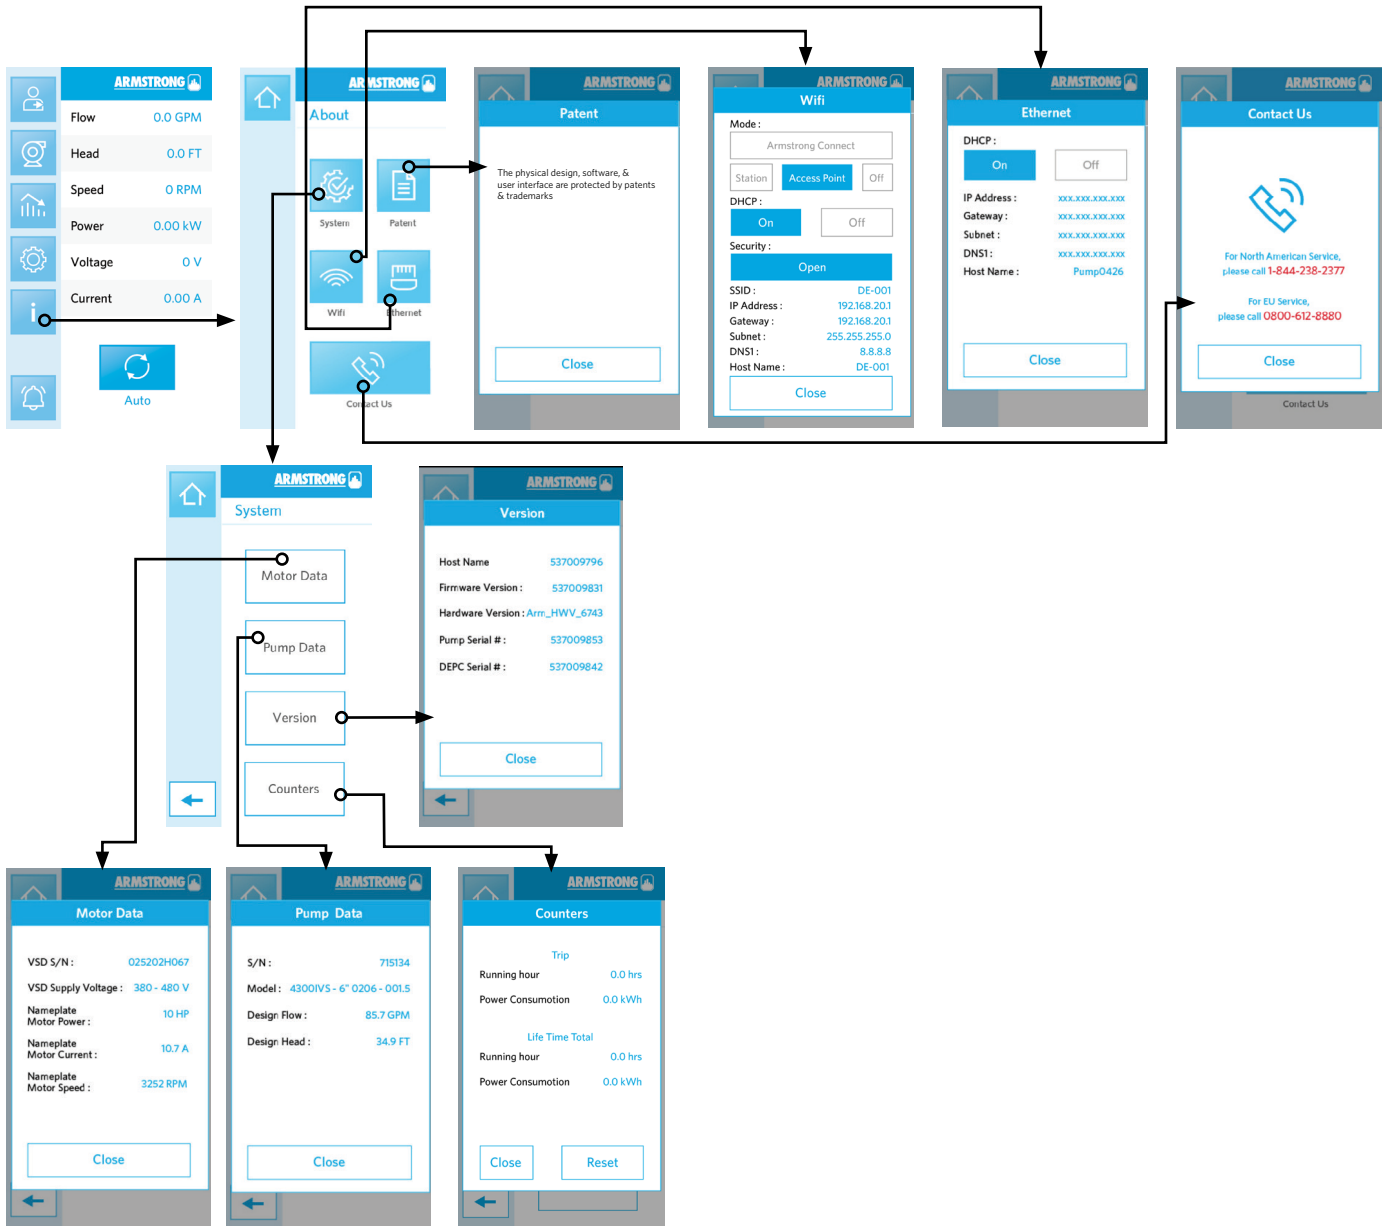 ARMSTRONG
Flow 0.0 GPM
Head 0.0 FT
Speed 0 RPM
Power 0.00 kW
Voltage 0 V
Current 0.00 A
i
Auto
ARMSTRONG
About
System Patent
Wifi Ethernet
Contact Us
ARMSTRONG
Patent
The physical design, software, &
user interface are protected by patents
& trademarks
Close
ARMSTRONG
Wifi
Mode :
Armstrong Connect
Station Access Point Off
DHCP :
On Off
Security :
Open
SSID : DE-001
IP Address : 192.168.20.1
Gateway : 192.168.20.1
Subnet : 255.255.255.0
DNS1 : 8.8.8.8
Host Name : DE-001
Close
ARMSTRONG
Ethernet
DHCP :
On Off
IP Address : xxx.xxx.xxx.xxx
Gateway : xxx.xxx.xxx.xxx
Subnet : xxx.xxx.xxx.xxx
DNS1: xxx.xxx.xxx.xxx
Host Name : Pump0426
Close
ARMSTRONG
Contact Us
For North American Service,
please call 1-844-238-2377
For EU Service,
please call 0800-612-8880
Close
Contact Us
ARMSTRONG
System
Motor Data
Pump Data
Version
Counters
ARMSTRONG
Version
Host Name 537009796
Firmware Version : 537009831
Hardware Version : Arm_HWV_6743
Pump Serial # : 537009853
DEPC Serial # : 537009842
Close
ARMSTRONG
Motor Data
VSD S/N : 025202H067
VSD Supply Voltage : 380 - 480 V
Nameplate
Motor Power : 10 HP
Nameplate
Motor Current : 10.7 A
Nameplate
Motor Speed : 3252 RPM
Close
ARMSTRONG
Pump Data
S/N : 715134
Model : 4300IVS - 6" 0206 - 001.5
Design Flow : 85.7 GPM
Design Head : 34.9 FT
Close
ARMSTRONG
Counters
Trip
Running hour 0.0 hrs
Power Consumotion 0.0 kWh
Life Time Total
Running hour 0.0 hrs
Power Consumotion 0.0 kWh
Close Reset